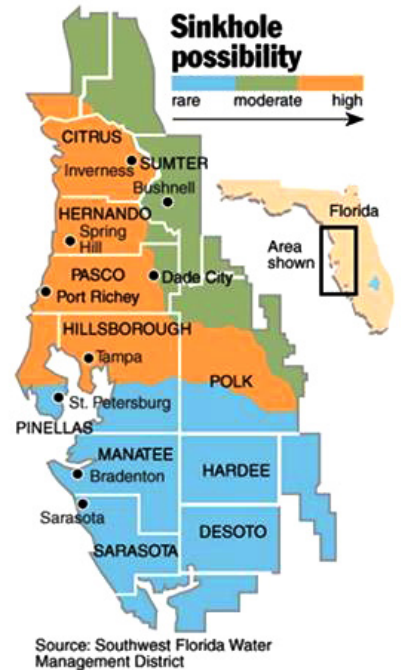 Sinkhole
possibility
rare moderate high
CITRUS
Inverness
SUMTER
Bushnell
HERNANDO
Spring
Hill
Florida
Area
shown
PASCO
Dade City
Port Richey
HILLSBOROUGH
Tampa
POLK
St. Petersburg
PINELLAS
MANATEE
HARDEE
Bradenton
Sarasota
DESOTO
SARASOTA
Source: Southwest Florida Water
Management District